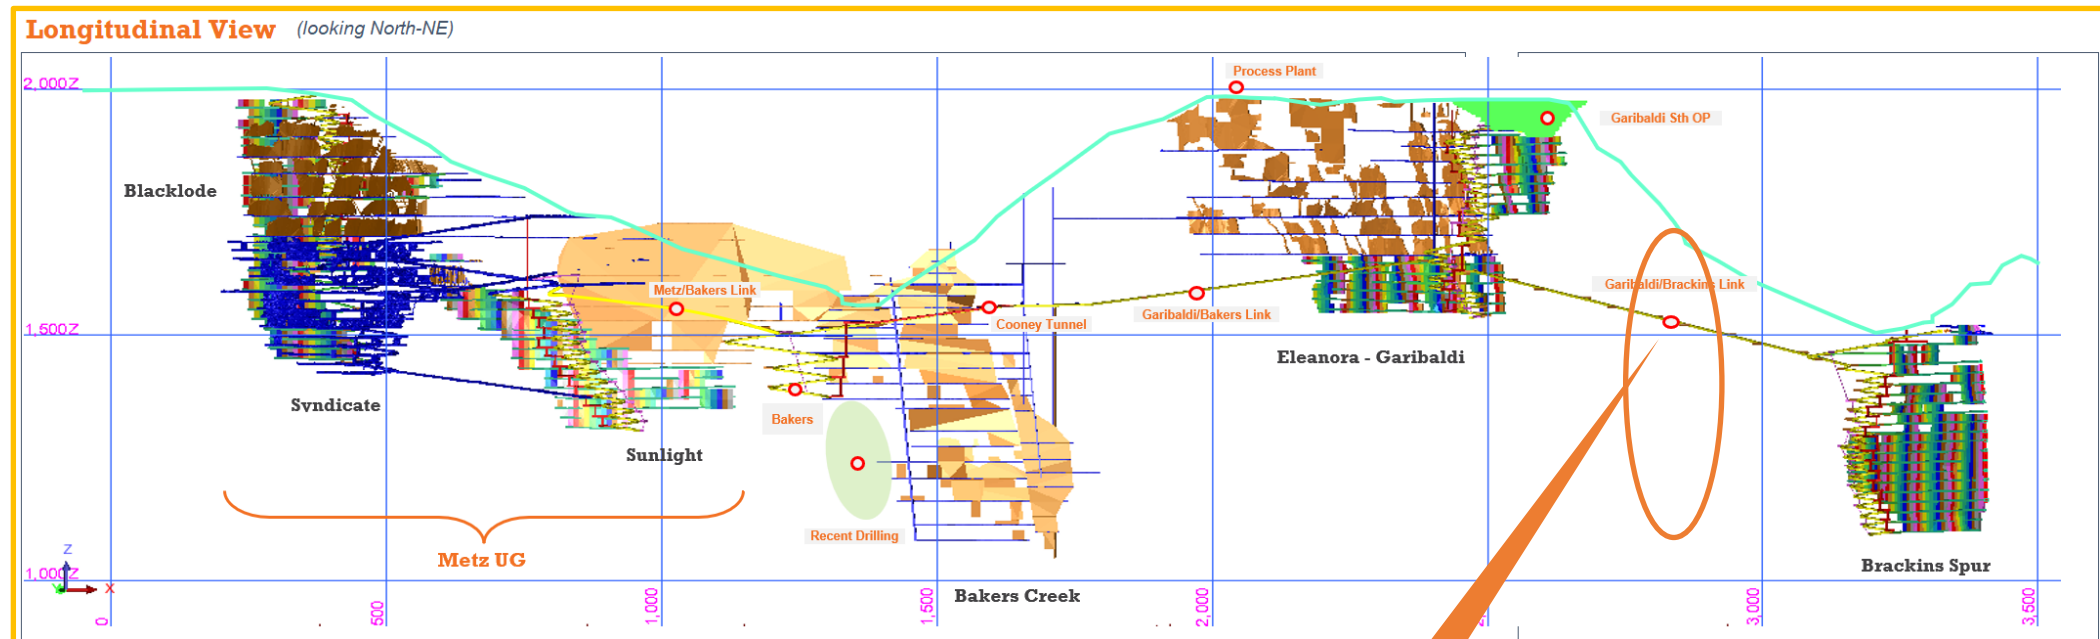 Longitudinal View (looking North-NE)
2,000Z
Process Plant
Garibaldi Sth OP
Blacklode
Metz/Bakers Link
Garibaldi/Brackins Link
Garibaldi/Bakers Link
Cooney Tunnel
1,500Z
Eleanora - Garibaldi
Syndicate
Bakers
Sunlight
Recent Drilling
Metz UG
Brackins Spur
Z
1,000Z
X
Bakers Creek
0
500
1,000
1,500
2,000
3,000
3,500